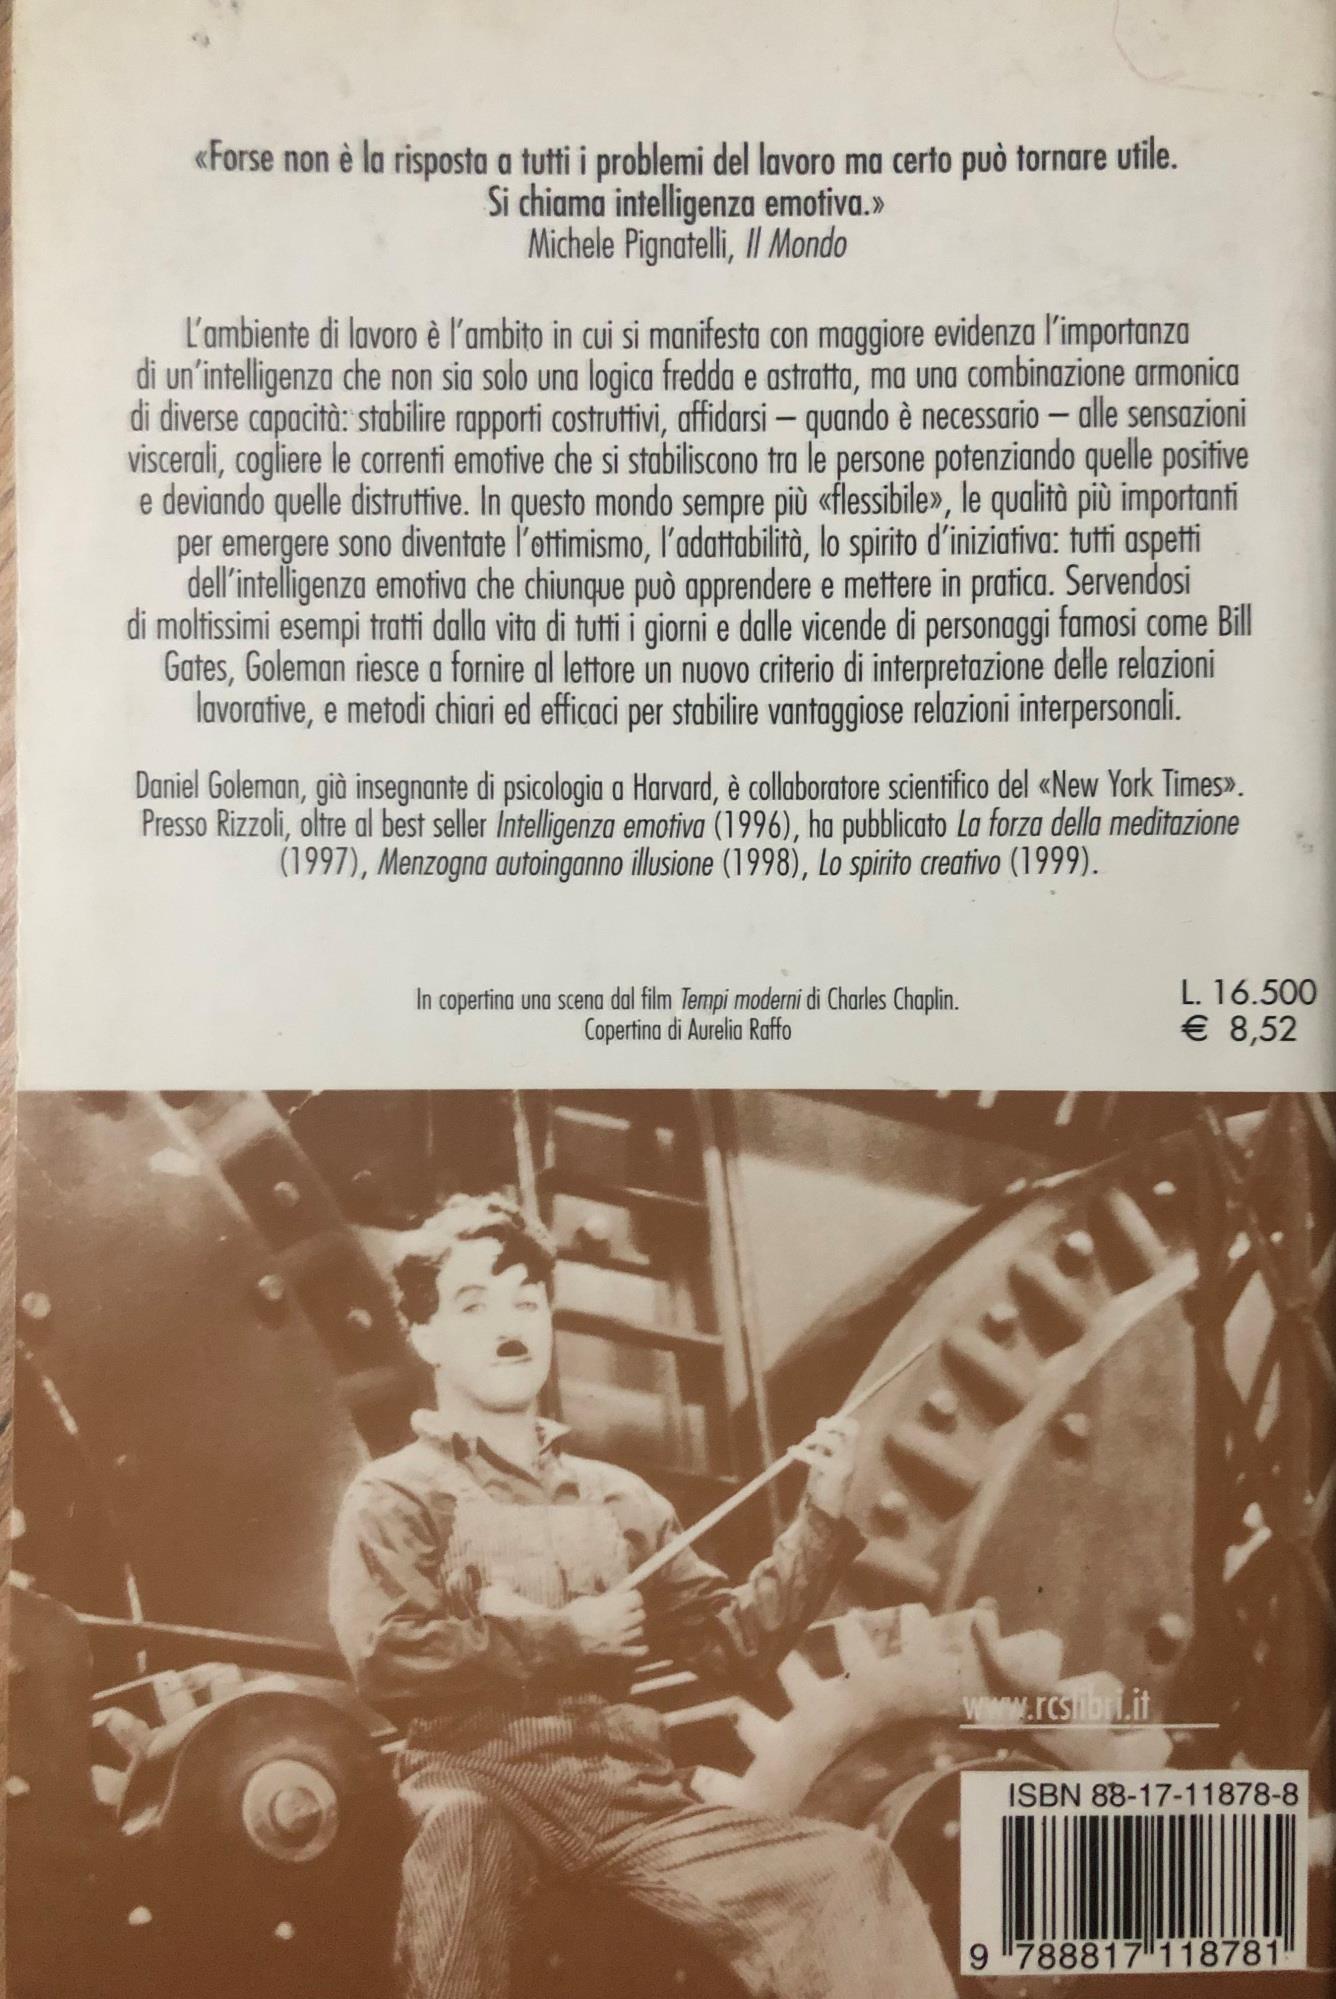 «Forse non è la risposta a tutti i problemi del lavoro ma certo può tornare utile.
Si chiama intelligenza emotiva.»
Michele Pignatelli, Il Mondo
L'ambiente di lavoro è l'ambito in cui si manifesta con maggiore evidenza l'importanza
di un'intelligenza che non sia solo una logica fredda e astratta, ma una combinazione armonica
di diverse capacità: stabilire rapporti costruttivi, affidarsi – quando è necessario – alle sensazioni
viscerali, cogliere le correnti emotive che si stabiliscono tra le persone potenziando quelle positive
e deviando quelle distruttive. In questo mondo sempre più «flessibile», le qualità più importanti
per emergere sono diventate l'ottimismo, l'adattabilità, lo spirito d'iniziativa: tutti aspetti
dell'intelligenza emotiva che chiunque può apprendere e mettere in pratica. Servendosi
di moltissimi esempi tratti dalla vita di tutti i giorni e dalle vicende di personaggi famosi come Bill
Gates, Goleman riesce a fornire al lettore un nuovo criterio di interpretazione delle relazioni
lavorative, e metodi chiari ed efficaci per stabilire vantaggiose relazioni interpersonali.
Daniel Goleman, già insegnante di psicologia a Harvard, è collaboratore scientifico del «New York Times».
Presso Rizzoli, oltre al best seller Intelligenza emotiva (1996), ha pubblicato La forza della meditazione
(1997), Menzogna autoinganno illusione (1998), Lo spirito creativo (1999).
In copertina una scena dal film Tempi moderni di Charles Chaplin.
Copertina di Aurelia Raffo
L. 16.500
€ 8,52
www.rcslibri.it
ISBN 88-17-11878-8
9 788817 118781